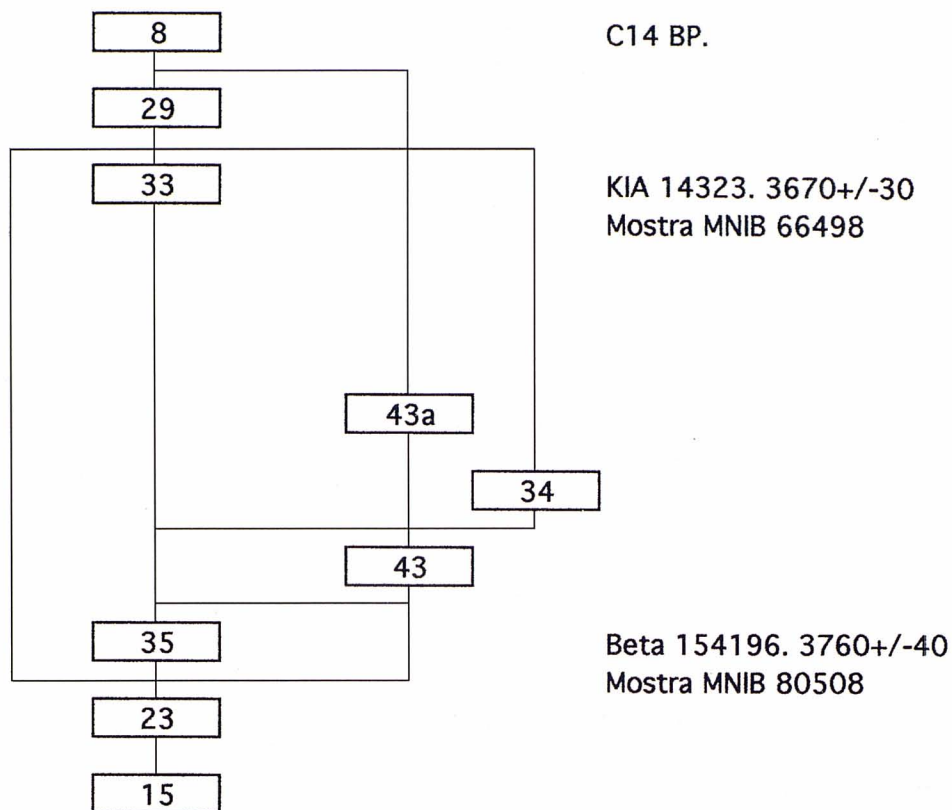 8
C14 BP.
29
33
KIA 14323. 3670+/-30
Mostra MNIB 66498
43a
34
43
35
Beta 154196. 3760+/-40
Mostra MNIB 80508
23
15